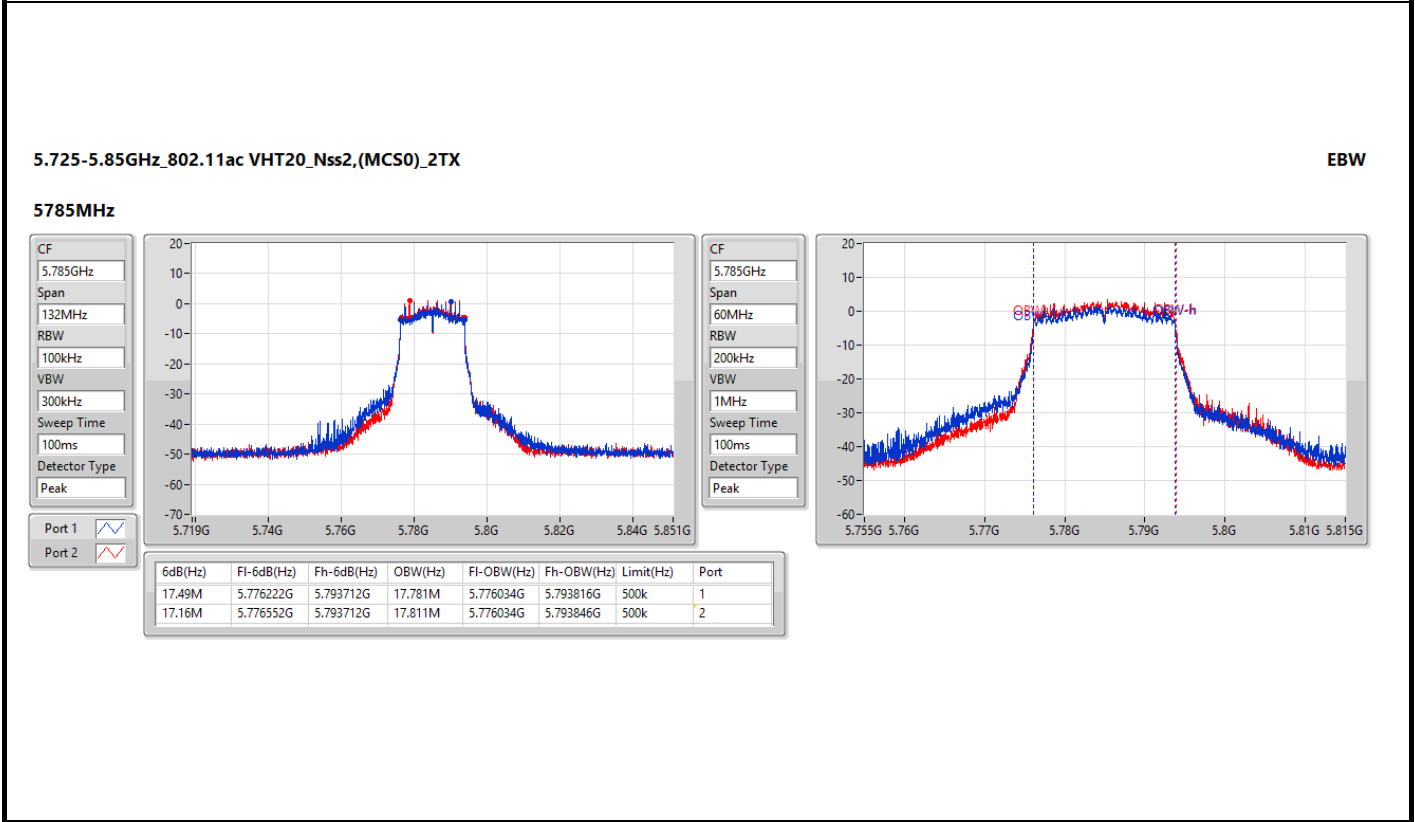 5.725-5.85GHz_802.11ac VHT20_Nss2,(MCS0)_2TX EBW
5785MHz
CF
5.785GHz
Span
132MHz
RBW
100kHz
VBW
300kHz
Sweep Time
100ms
Detector Type
Peak
Port 1
Port 2
20
10
0
-10
-20
-30
-40
-50
-60
-70
5.719G 5.74G 5.76G 5.78G 5.8G 5.82G 5.84G 5.851G
CF
5.785GHz
Span
60MHz
RBW
200kHz
VBW
1MHz
Sweep Time
100ms
Detector Type
Peak
20
10
0
-10
-20
-30
-40
-50
-60
OBW-h
5.755G 5.76G 5.77G 5.78G 5.79G 5.8G 5.81G 5.815G
6dB(Hz) Fl-6dB(Hz) Fh-6dB(Hz) OBW(Hz) Fl-OBW(Hz) Fh-OBW(Hz) Limit(Hz) Port
17.49M 5.776222G 5.793712G 17.781M 5.776034G 5.793816G 500k 1
17.16M 5.776552G 5.793712G 17.811M 5.776034G 5.793846G 500k 2